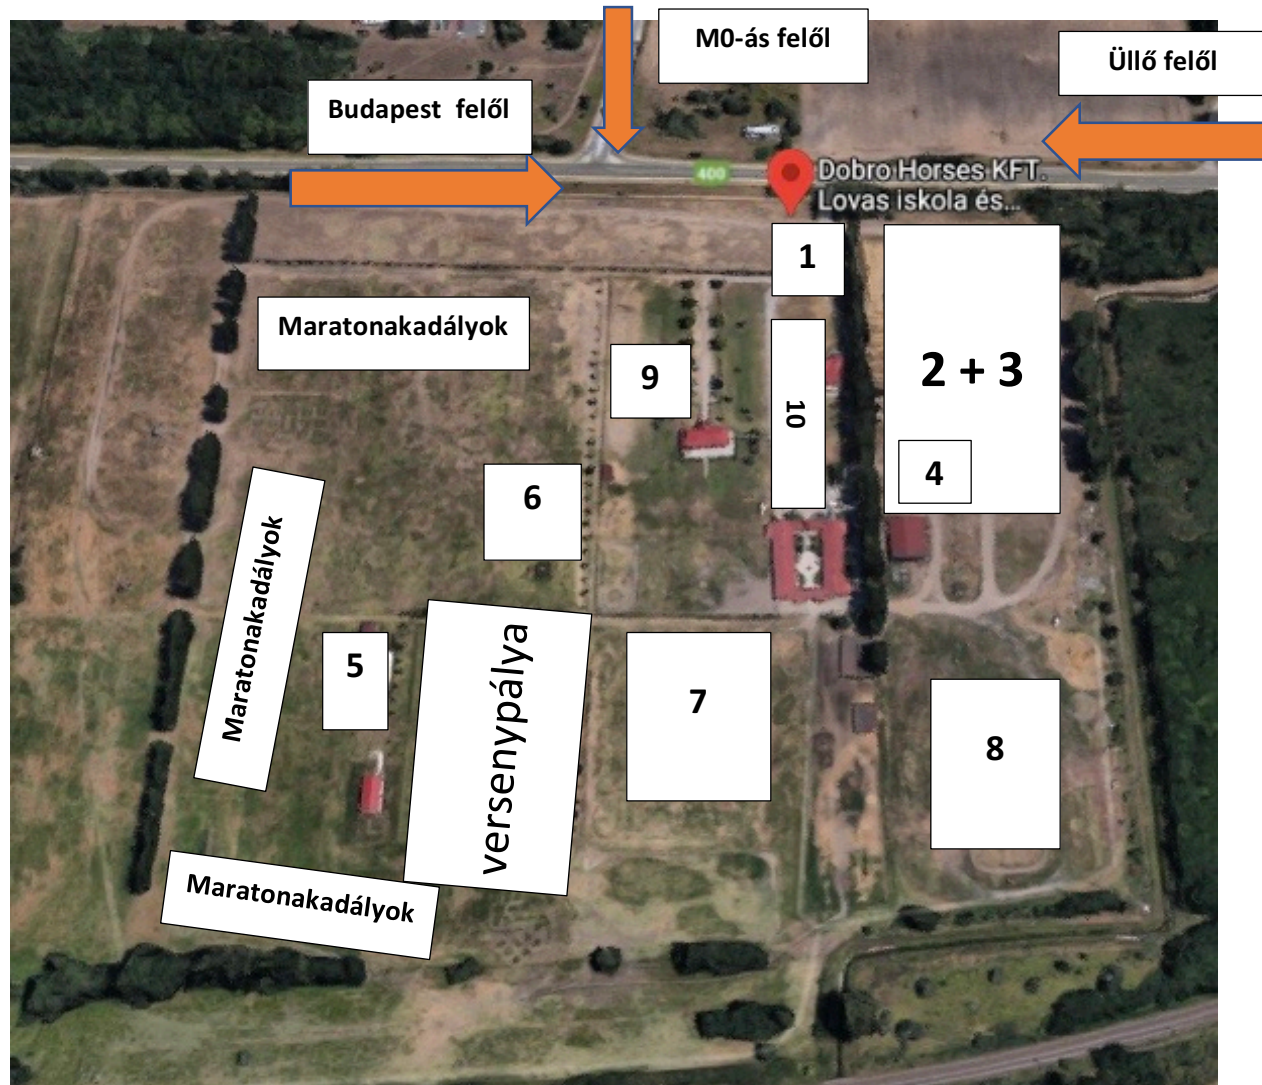 M0-ás felől
Üllő felől
Budapest felől
400
Dobro Horses KFT.
Lovas iskola és...
1
Maratonakadályok
2 + 3
9
10
4
6
Maratonakadályok
versenypálya
5
7
8
Maratonakadályok